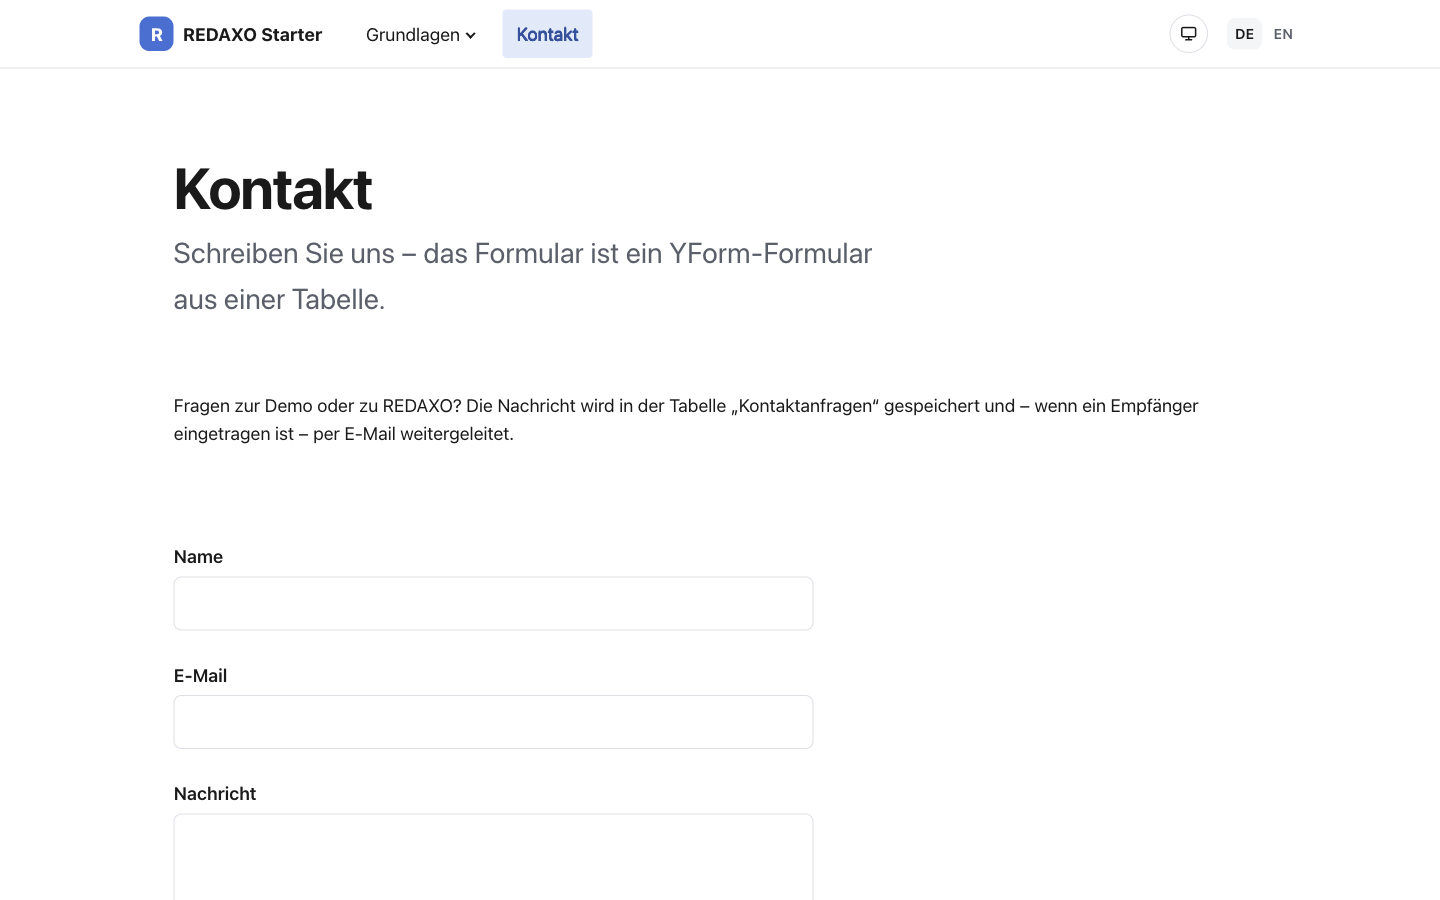 R REDAXO Starter Grundlagen Kontakt DE EN
Kontakt
Schreiben Sie uns – das Formular ist ein YForm-Formular
aus einer Tabelle.
Fragen zur Demo oder zu REDAXO? Die Nachricht wird in der Tabelle „Kontaktanfragen“ gespeichert und – wenn ein Empfänger
eingetragen ist – per E-Mail weitergeleitet.
Name
E-Mail
Nachricht